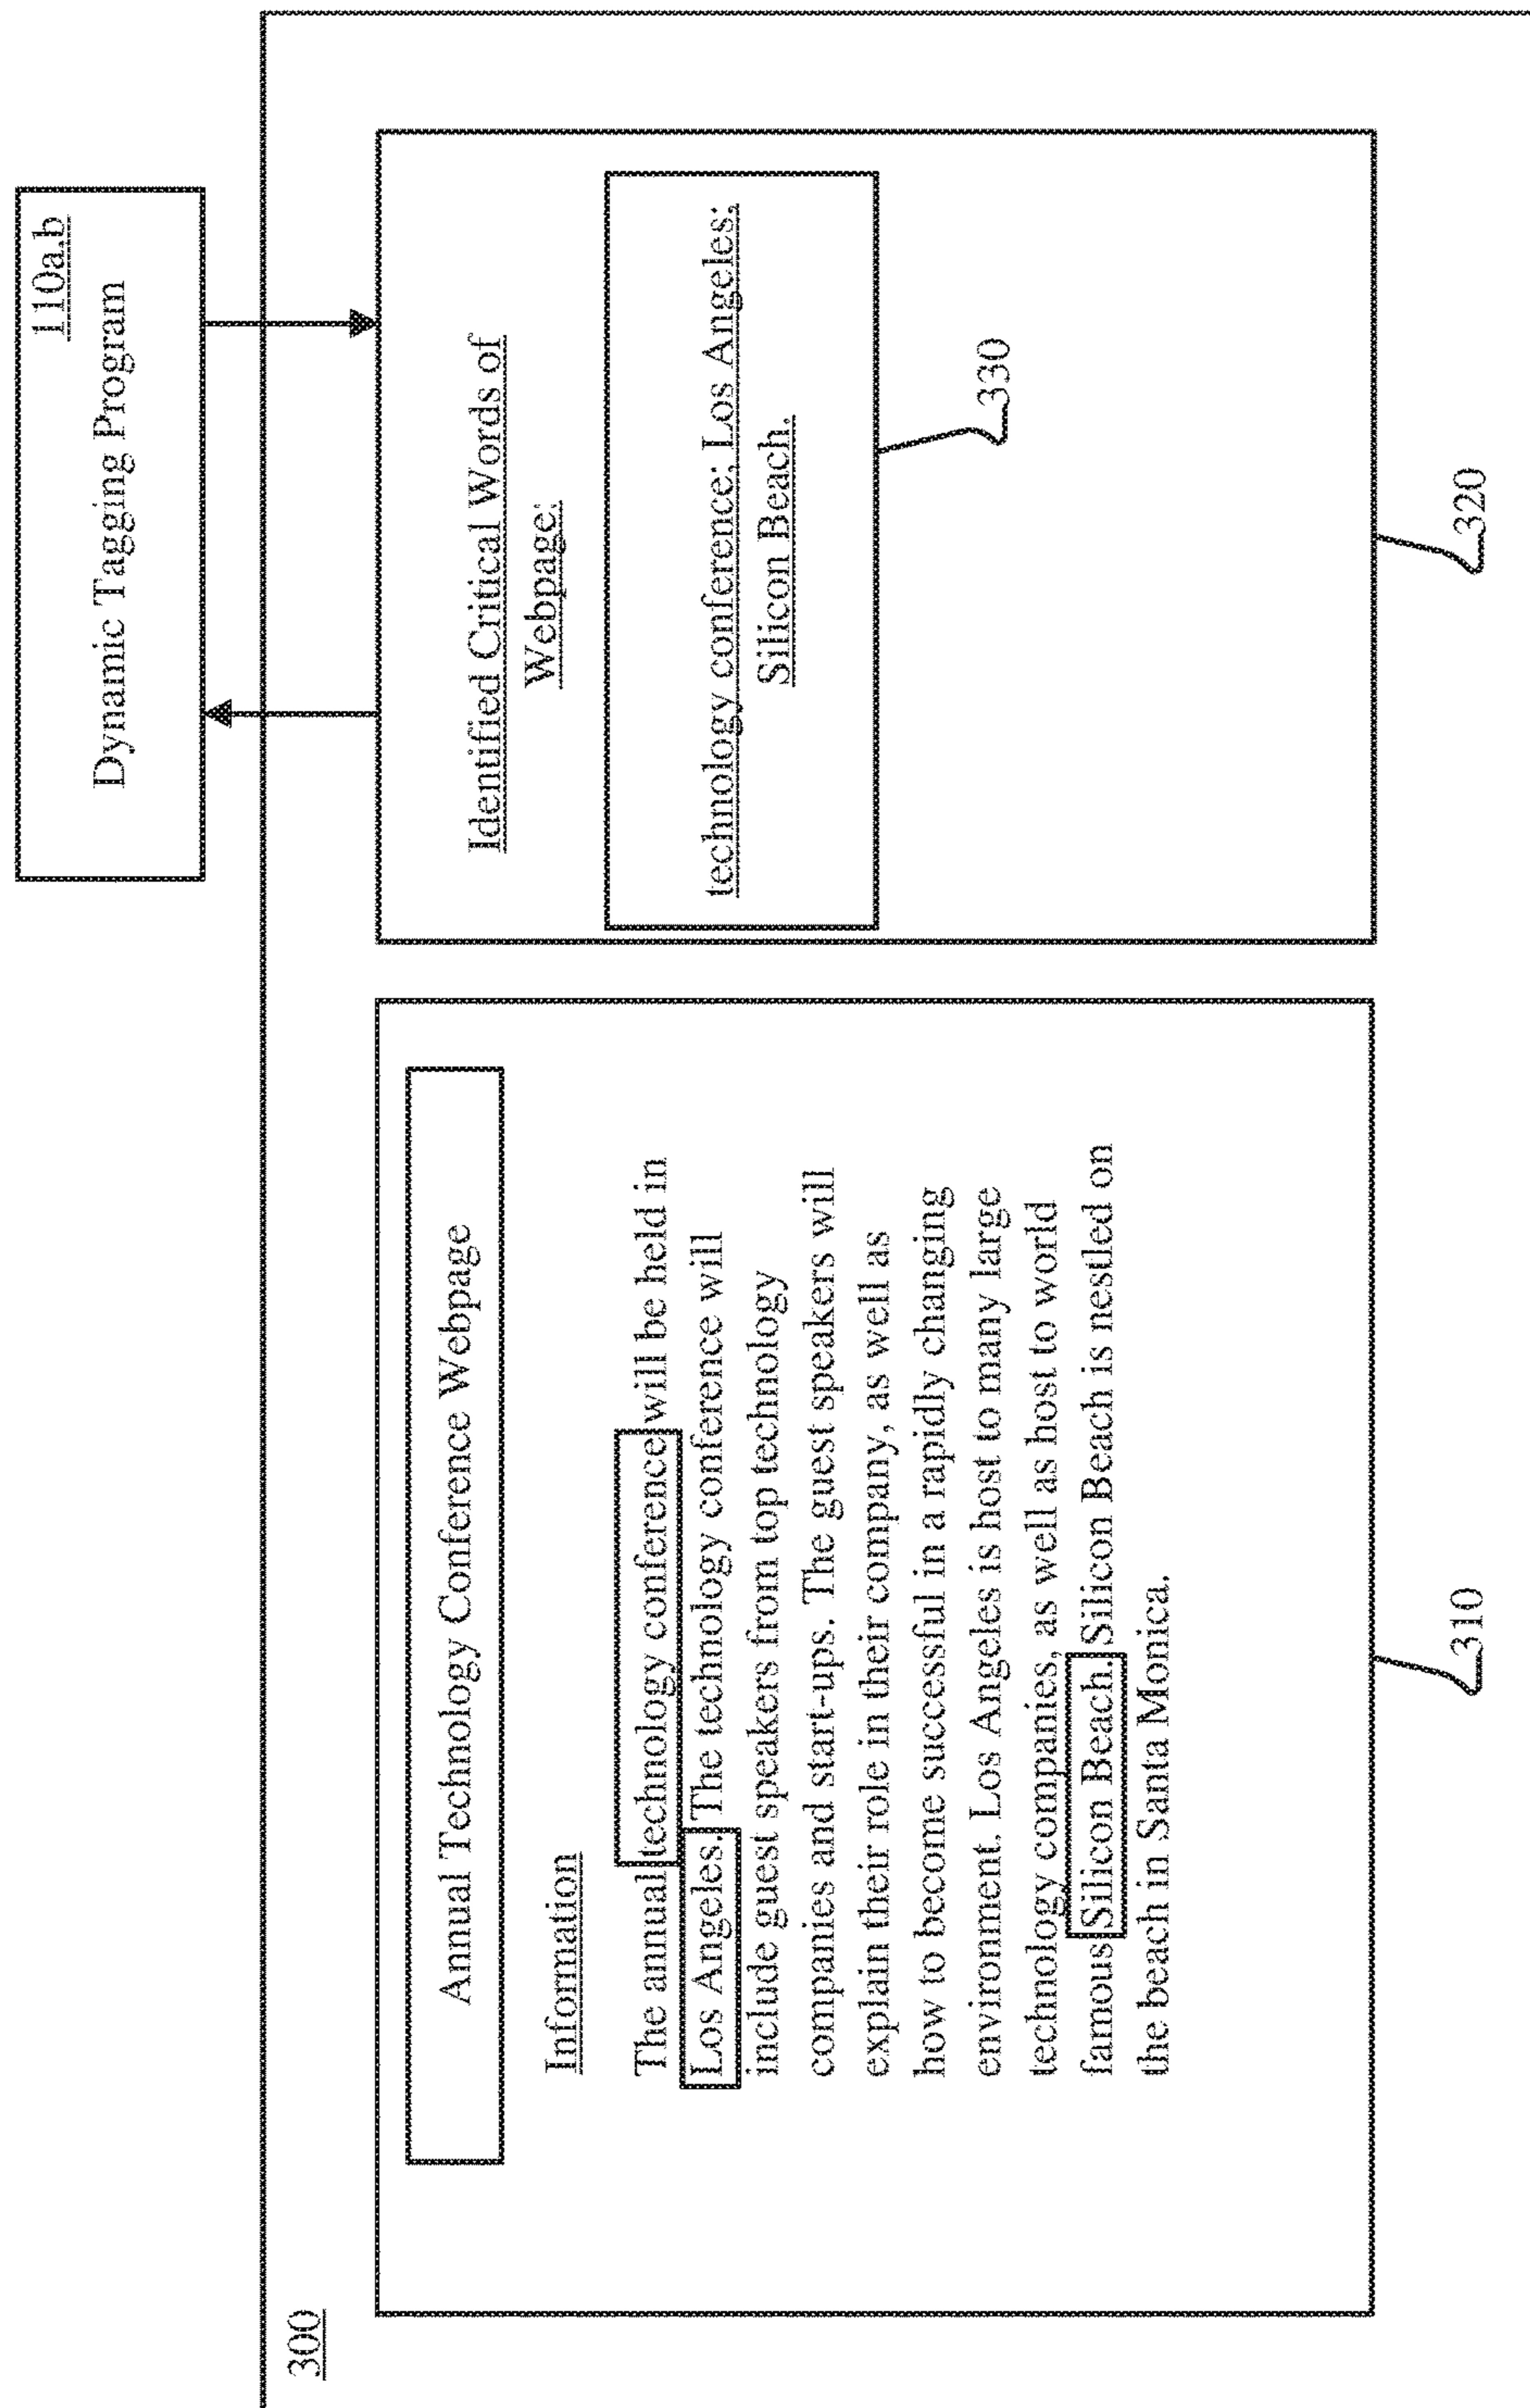 300
110a,b
Dynamic Tagging Program
Annual Technology Conference Webpage
Information
The annual technology conference will be held in
Los Angeles. The technology conference will
include guest speakers from top technology
companies and start-ups. The guest speakers will
explain their role in their company, as well as
how to become successful in a rapidly changing
environment. Los Angeles is host to many large
technology companies, as well as host to world
famous Silicon Beach. Silicon Beach is nestled on
the beach in Santa Monica.
310
Identified Critical Words of
Webpage:
technology conference; Los Angeles;
Silicon Beach.
330
320